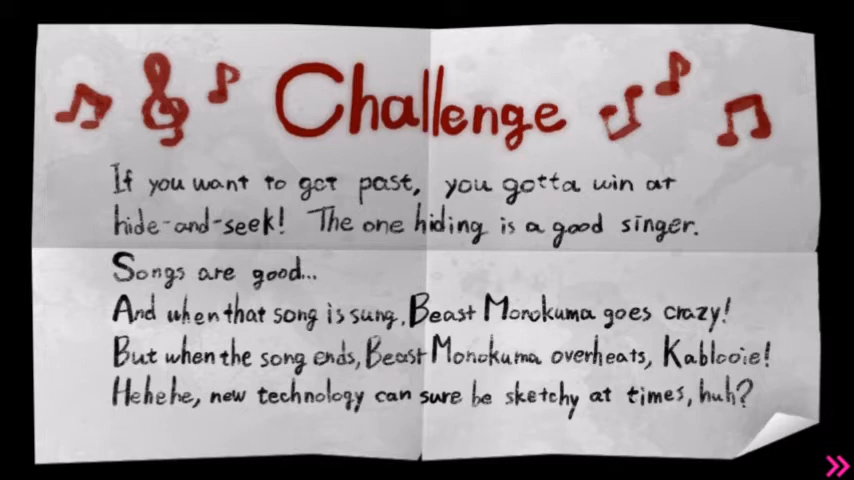 Challenge
If you want to get past, you gotta win at
hide-and-seek! The one hiding is a good singer.
Songs are good...
And when that song is sung, Beast Monokuma goes crazy!
But when the song ends, Beast Monokuma overheats, Kablooie!
Hehehe, new technology can sure be sketchy at times, huh?